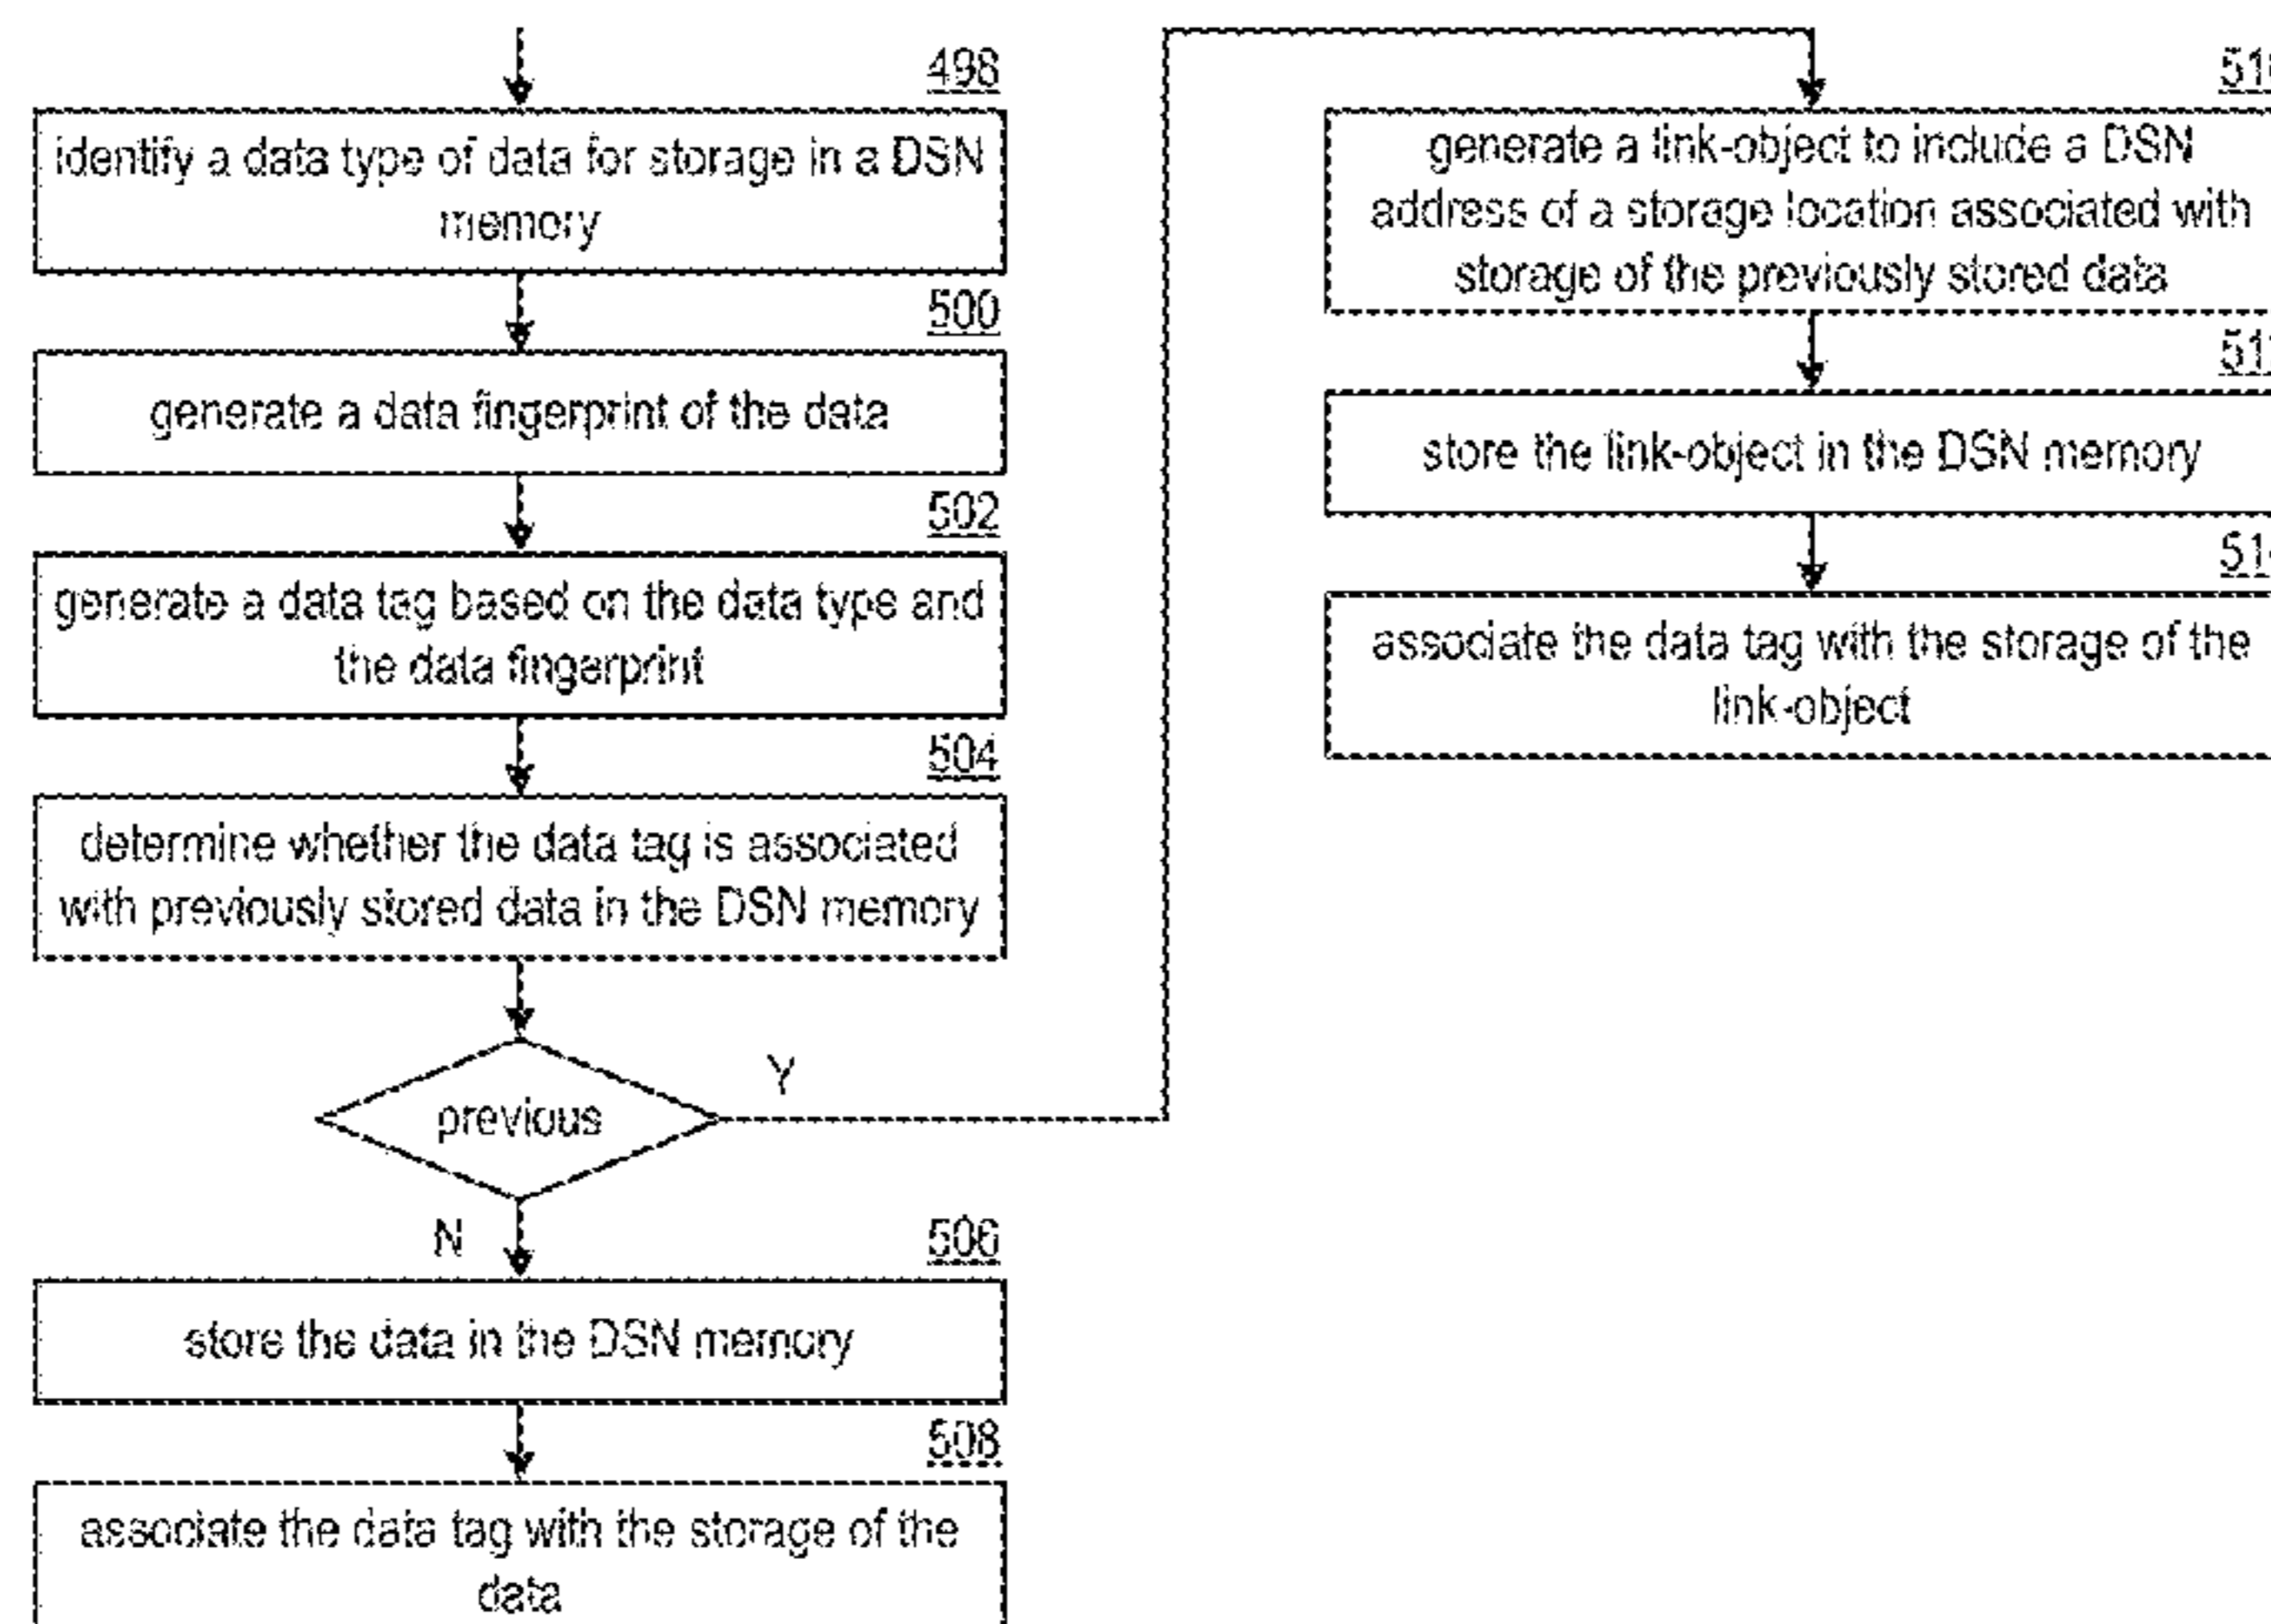 498
identify a data type of data for storage in a DSN
memory
500
generate a data fingerprint of the data
502
generate a data tag based on the data type and
the data fingerprint
504
determine whether the data tag is associated
with previously stored data in the DSN memory
previous
Y
N
506
store the data in the DSN memory
508
associate the data tag with the storage of the
data
generate a link-object to include a DSN
address of a storage location associated with
storage of the previously stored data
store the link-object in the DSN memory
associate the data tag with the storage of the
link-object